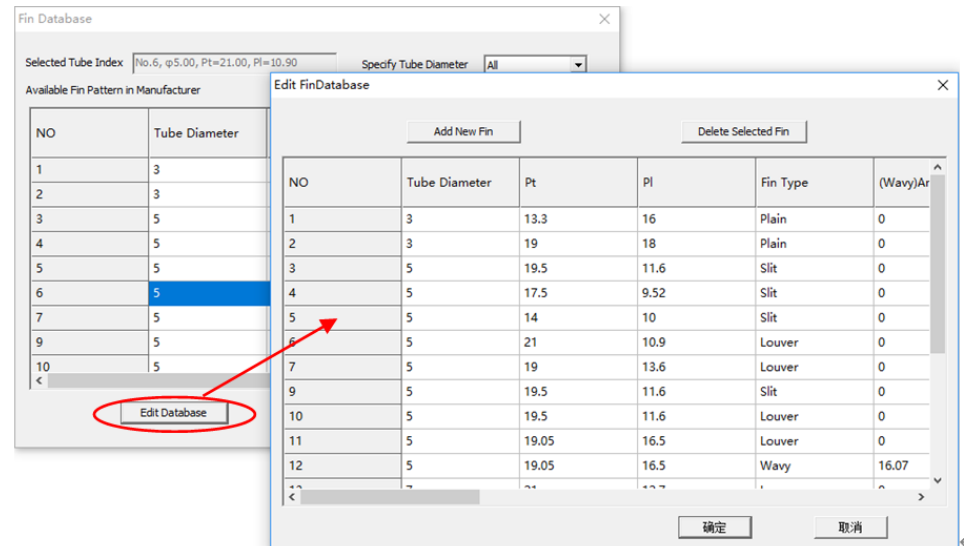 Fin Database
Selected Tube Index No.6, φ5.00, Pt=21.00, Pl=10.90 Specify Tube Diameter All
Available Fin Pattern in Manufacturer
NO Tube Diameter
1 3
2 3
3 5
4 5
5 5
6 5
7 5
9 5
10 5
Edit Database
Edit FinDatabase
Add New Fin Delete Selected Fin
NO Tube Diameter Pt Pl Fin Type (Wavy)Ar
1 3 13.3 16 Plain 0
2 3 19 18 Plain 0
3 5 19.5 11.6 Slit 0
4 5 17.5 9.52 Slit 0
5 5 14 10 Slit 0
6 5 21 10.9 Louver 0
7 5 19 13.6 Louver 0
9 5 19.5 11.6 Slit 0
10 5 19.5 11.6 Louver 0
11 5 19.05 16.5 Louver 0
12 5 19.05 16.5 Wavy 16.07
确定 取消